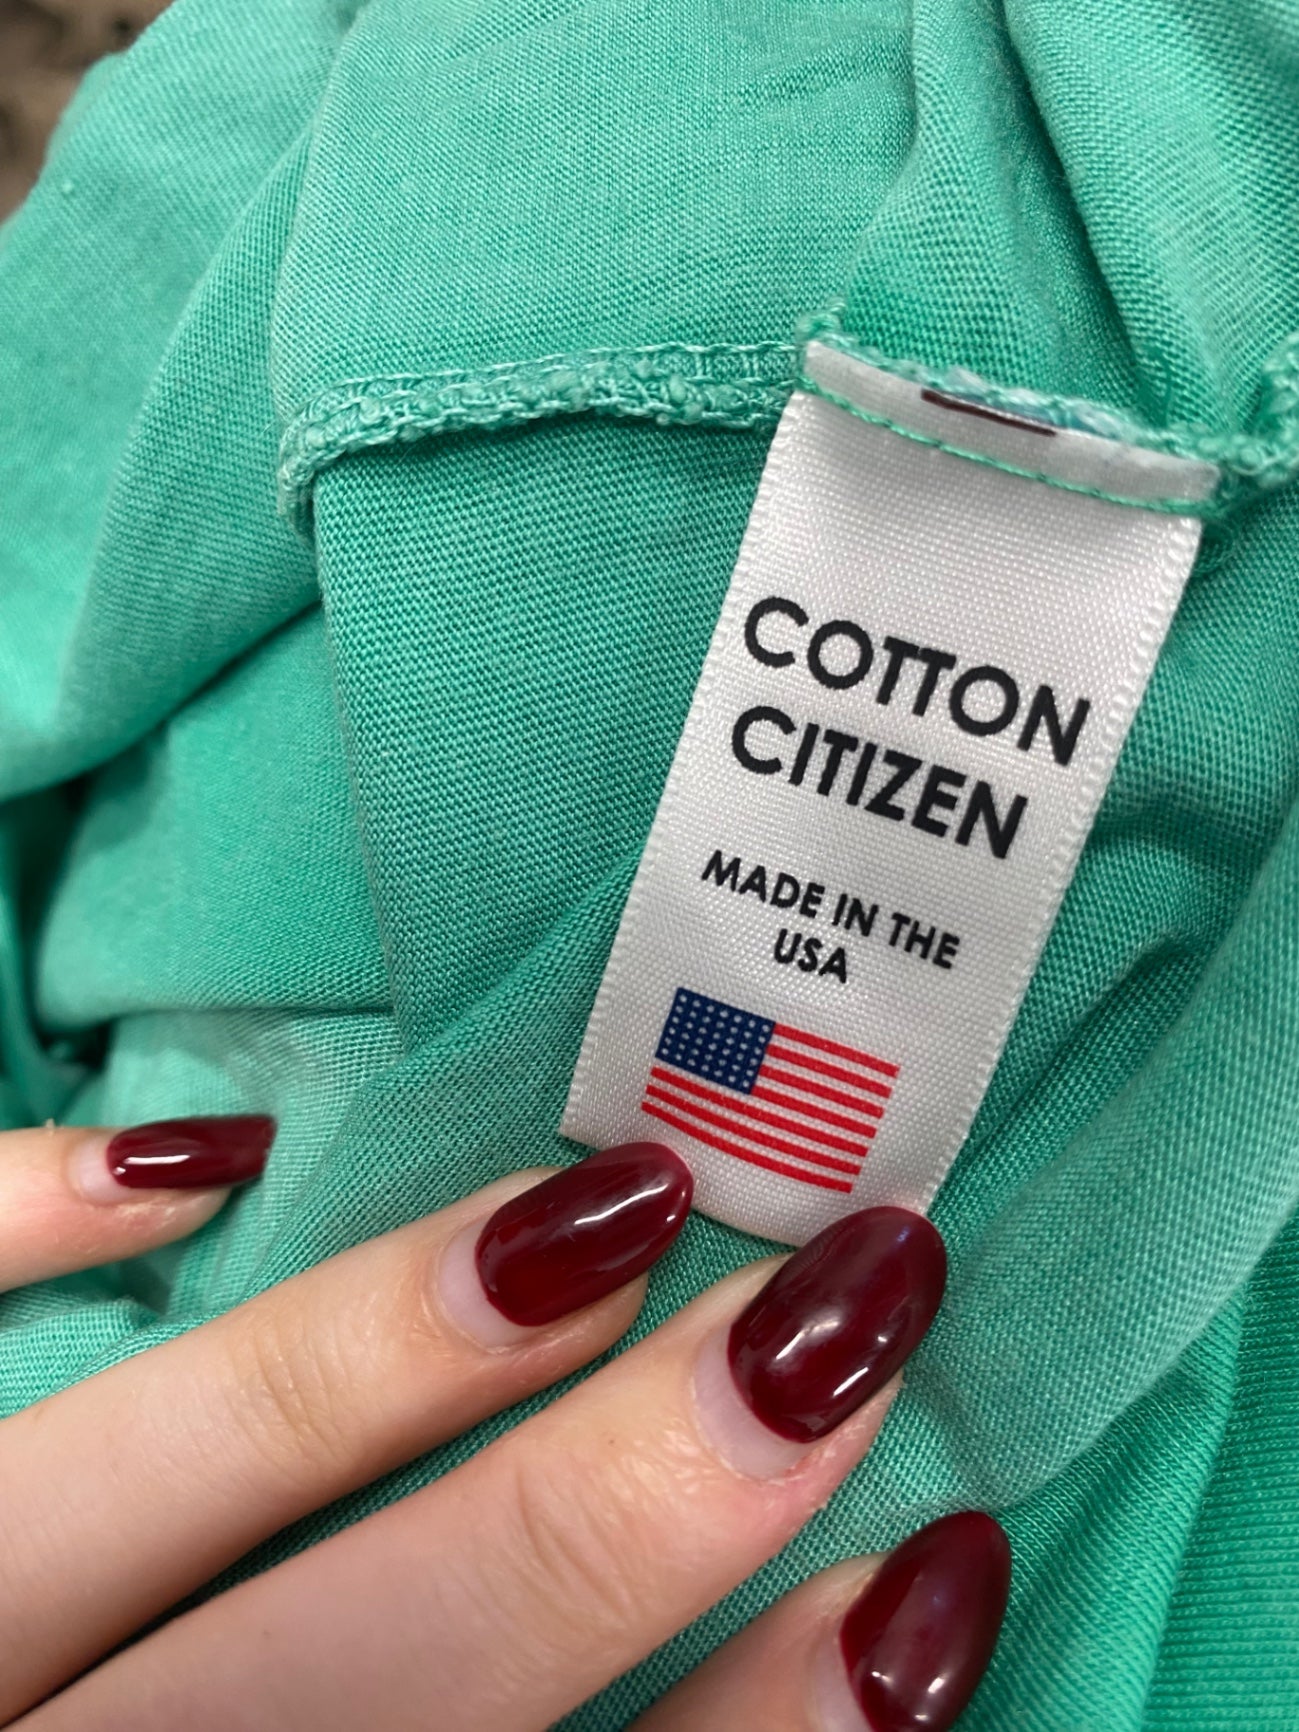 COTTON
CITIZEN
MADE IN THE
USA